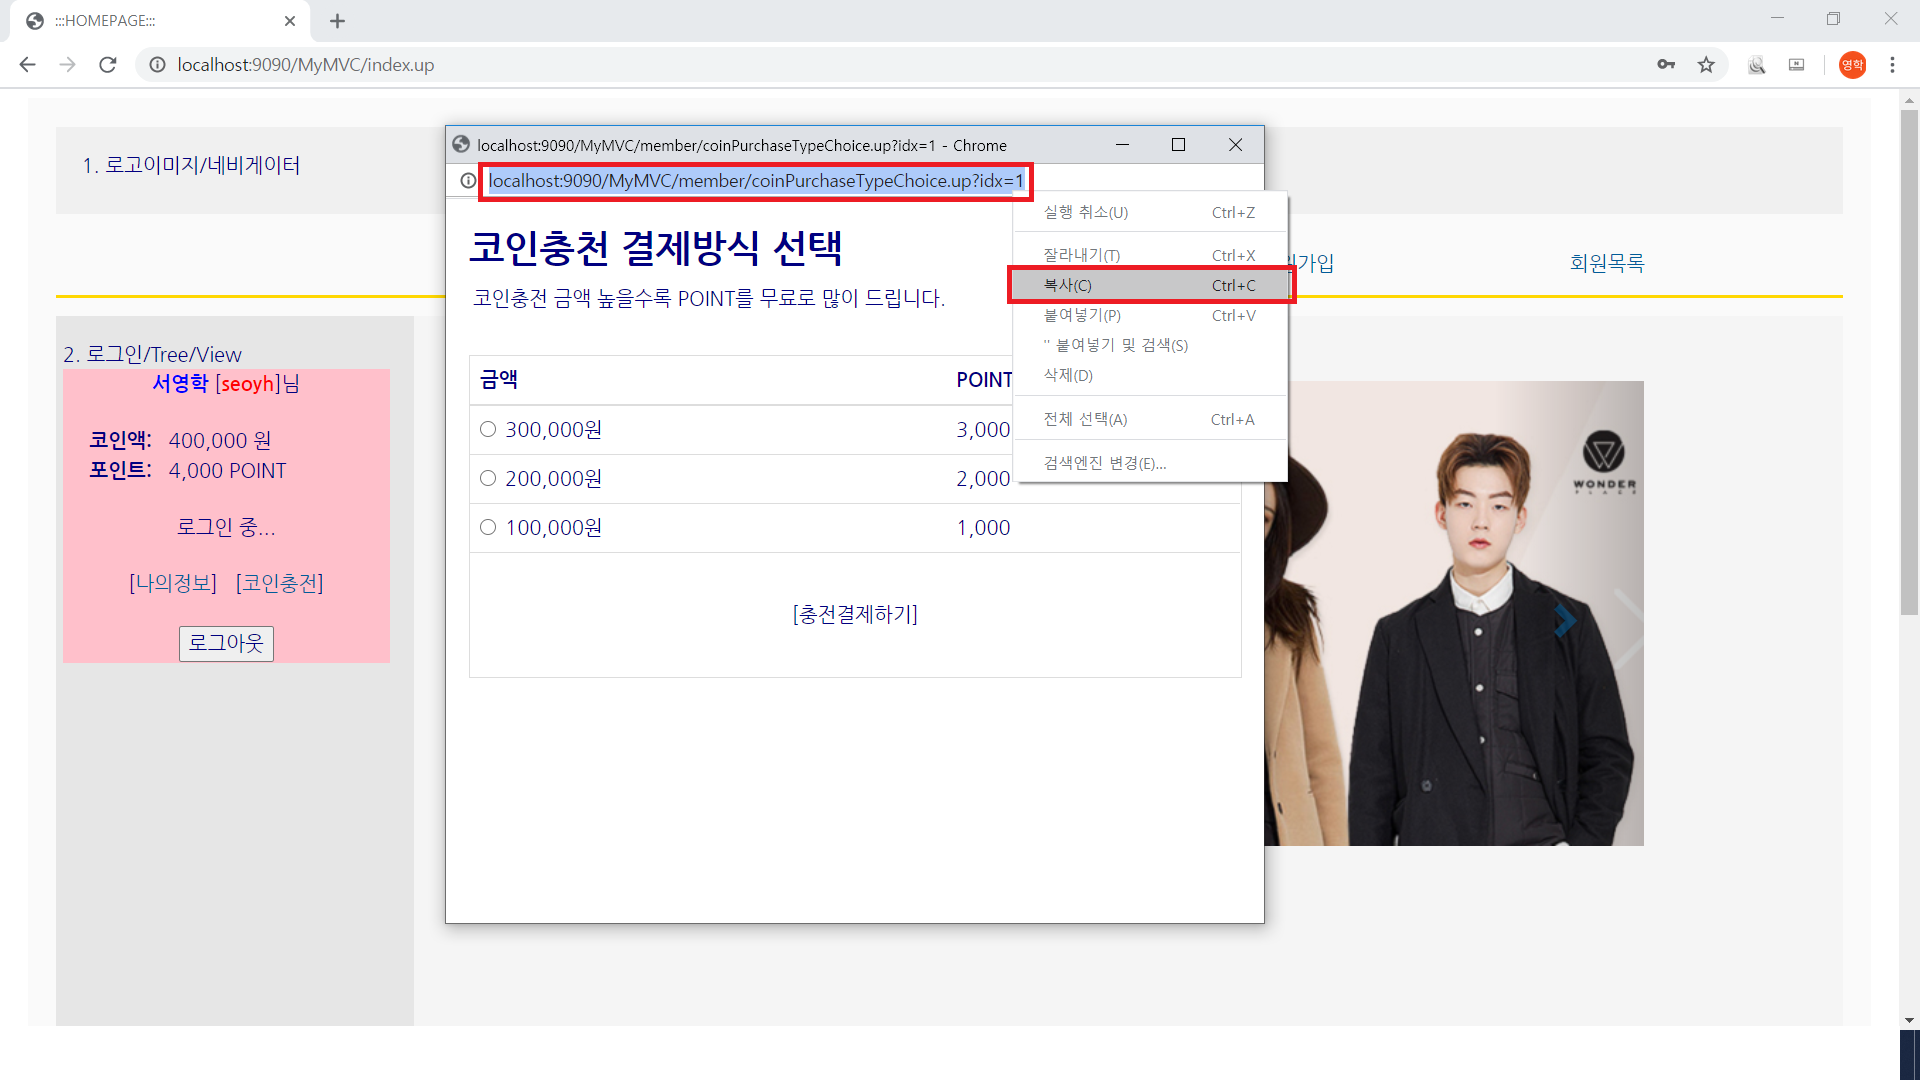 :::HOMEPAGE:::
localhost:9090/MyMVC/index.up
영학
1. 로고이미지/네비게이터
원가입
회원목록
2. 로그인/Tree/View
서영학 [seoyh]님
코인액: 400,000 원
포인트: 4,000 POINT
로그인 중...
[나의정보] [코인충전]
로그아웃
localhost:9090/MyMVC/member/coinPurchaseTypeChoice.up?idx=1 - Chrome
localhost:9090/MyMVC/member/coinPurchaseTypeChoice.up?idx=1
코인충천 결제방식 선택
코인충전 금액 높을수록 POINT를 무료로 많이 드립니다.
금액 POINT
300,000원 3,000
200,000원 2,000
100,000원 1,000
[충전결제하기]
실행 취소(U) Ctrl+Z
잘라내기(T) Ctrl+X
복사(C) Ctrl+C
붙여넣기(P) Ctrl+V
'' 붙여넣기 및 검색(S)
삭제(D)
전체 선택(A) Ctrl+A
검색엔진 변경(E)...
WONDER
PLACE